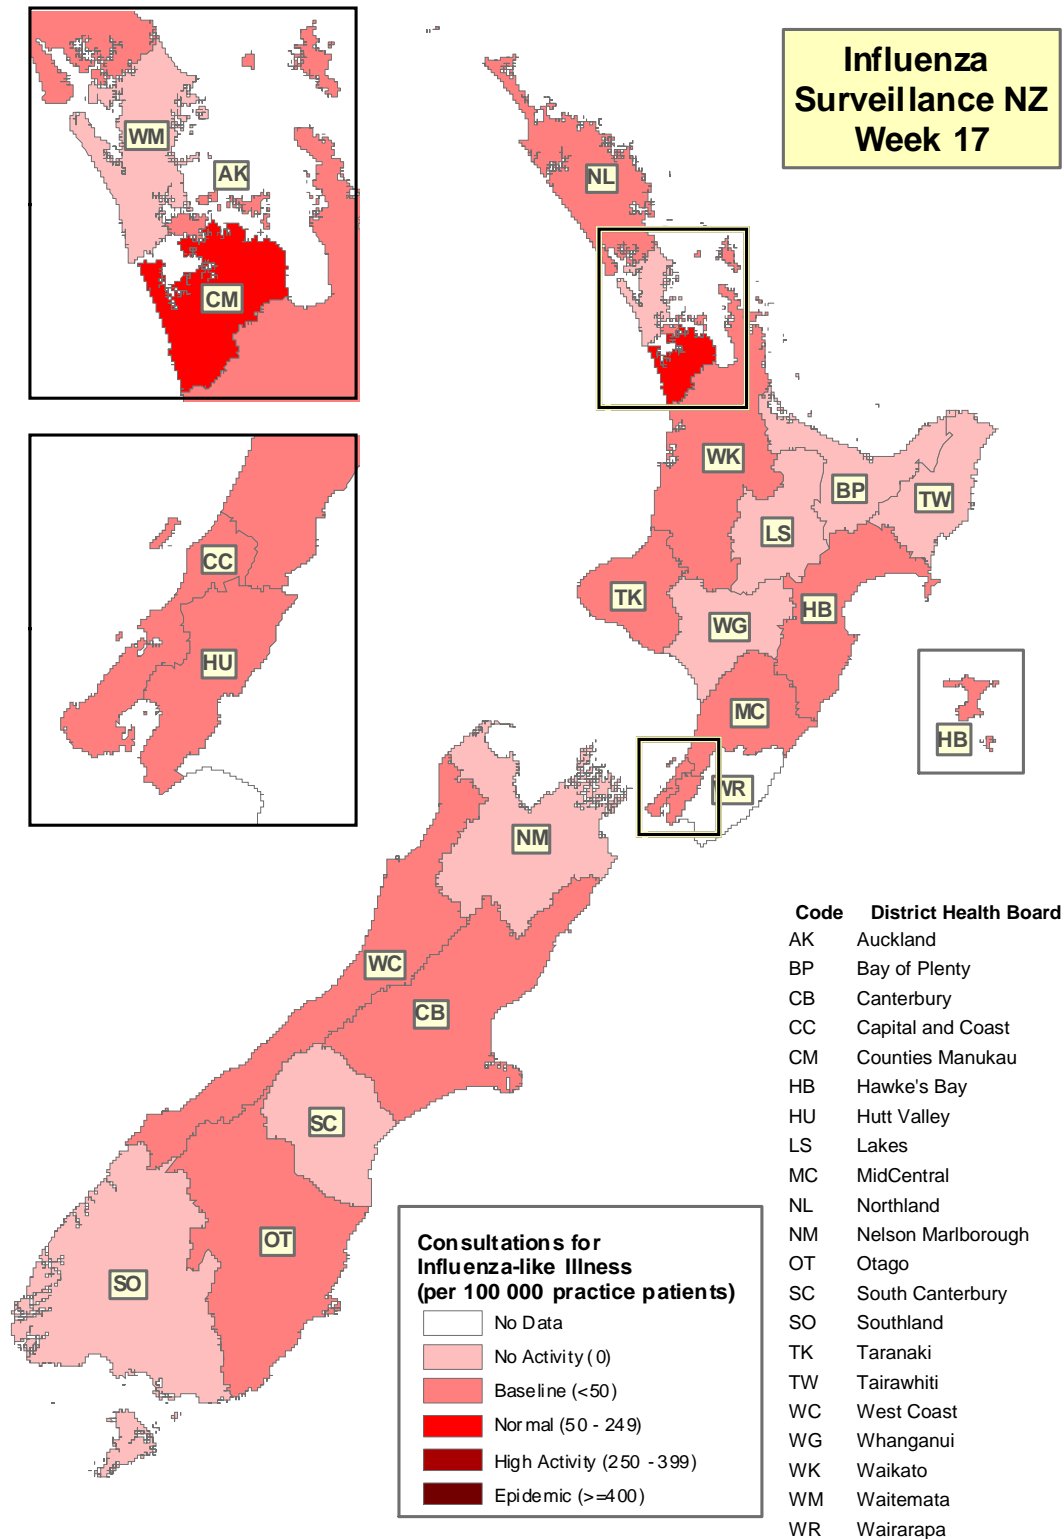 Influenza
Surveillance NZ
Week 17
WM
AK
CM
NL
WK
BP
TW
LS
TK
WG
HB
MC
HB
WR
CC
HU
NM
WC
CB
SC
OT
SO
Consultations for
Influenza-like Illness
(per 100 000 practice patients)
No Data
No Activity (0)
Baseline (<50)
Normal (50 - 249)
High Activity (250 - 399)
Epidemic (>=400)
Code District Health Board
AK Auckland
BP Bay of Plenty
CB Canterbury
CC Capital and Coast
CM Counties Manukau
HB Hawke's Bay
HU Hutt Valley
LS Lakes
MC MidCentral
NL Northland
NM Nelson Marlborough
OT Otago
SC South Canterbury
SO Southland
TK Taranaki
TW Tairawhiti
WC West Coast
WG Whanganui
WK Waikato
WM Waitemata
WR Wairarapa